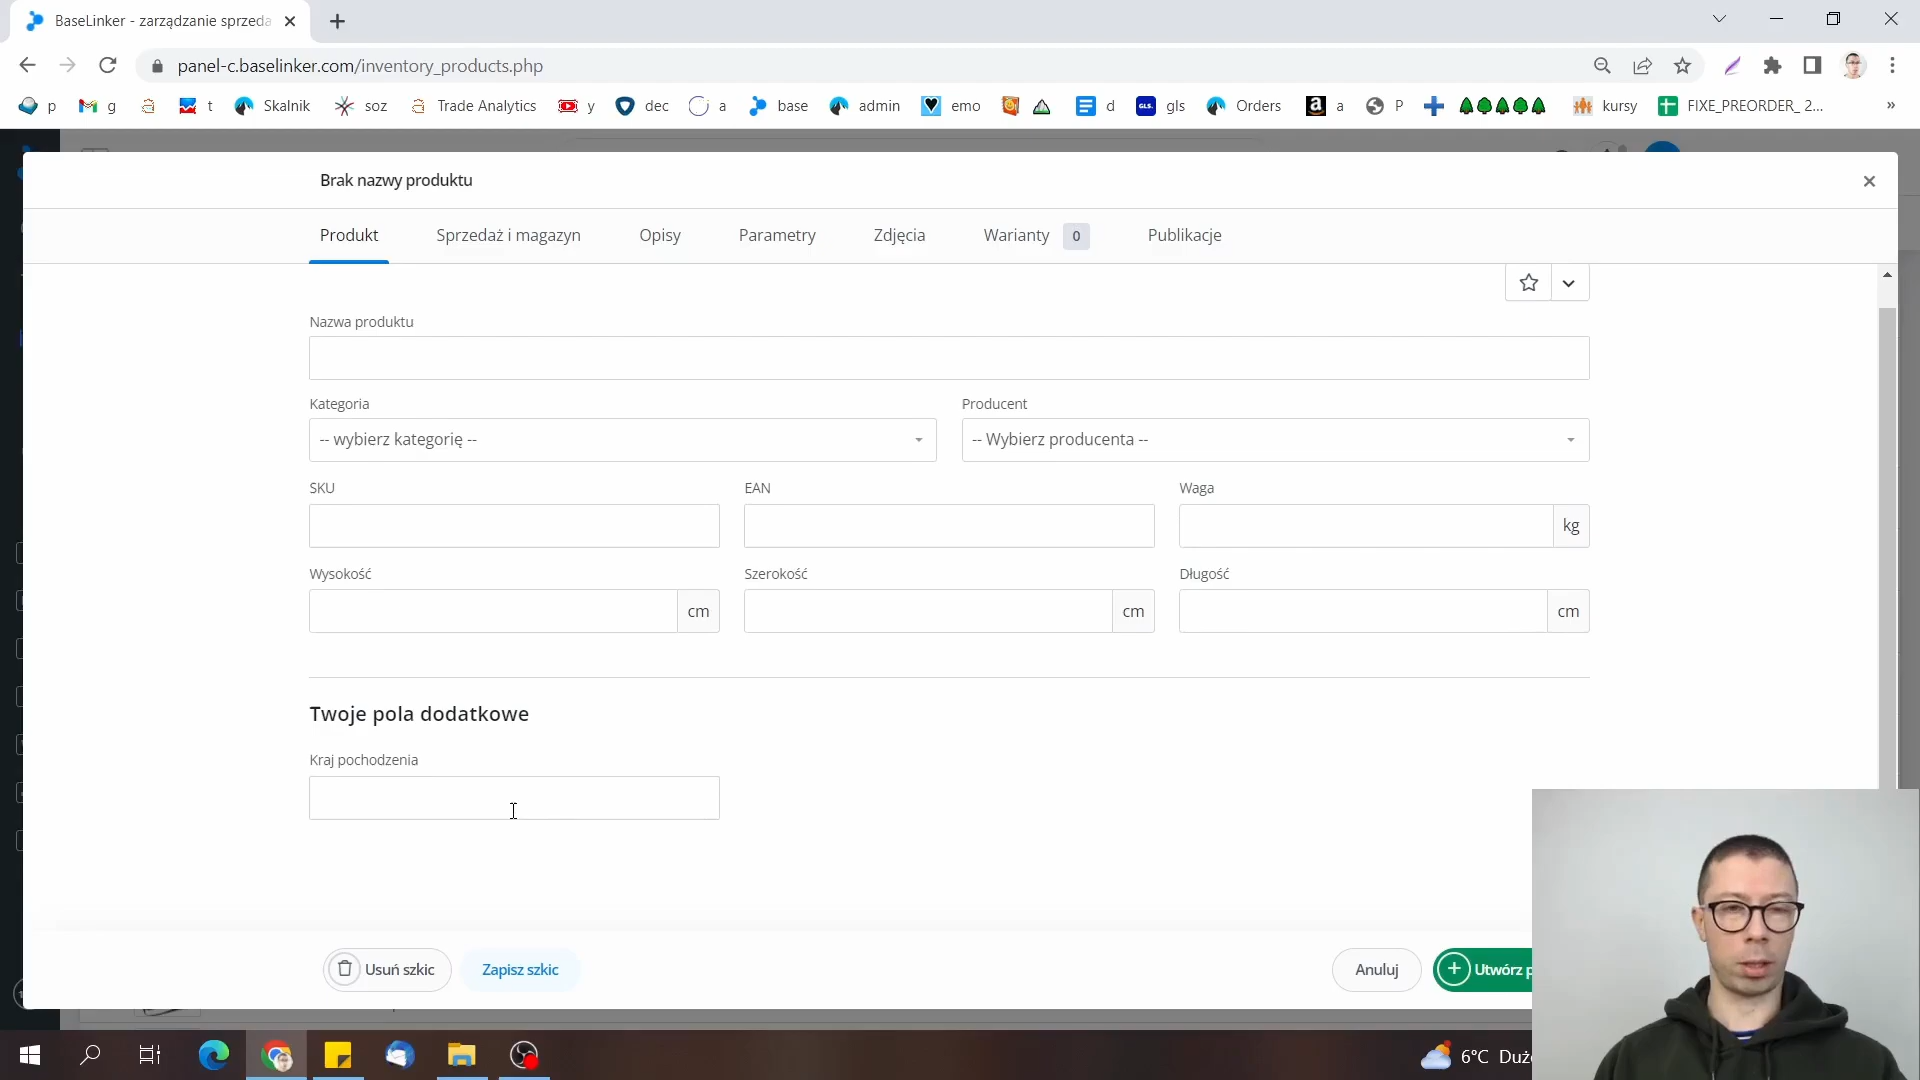 BaseLinker - zarządzanie sprzeda
panel-c.baselinker.com/inventory_products.php
p g t Skalnik soz Trade Analytics y dec a base admin emo d gls Orders a P kursy FIXE_PREORDER_ 2... »
Brak nazwy produktu
Produkt Sprzedaż i magazyn Opisy Parametry Zdjęcia Warianty 0 Publikacje
Nazwa produktu
Kategoria Producent
-- wybierz kategorię -- -- Wybierz producenta --
SKU EAN Waga
kg
Wysokość Szerokość Długość
cm cm cm
Twoje pola dodatkowe
Kraj pochodzenia
Usuń szkic Zapisz szkic Anuluj Utwórz p
6°C Duż